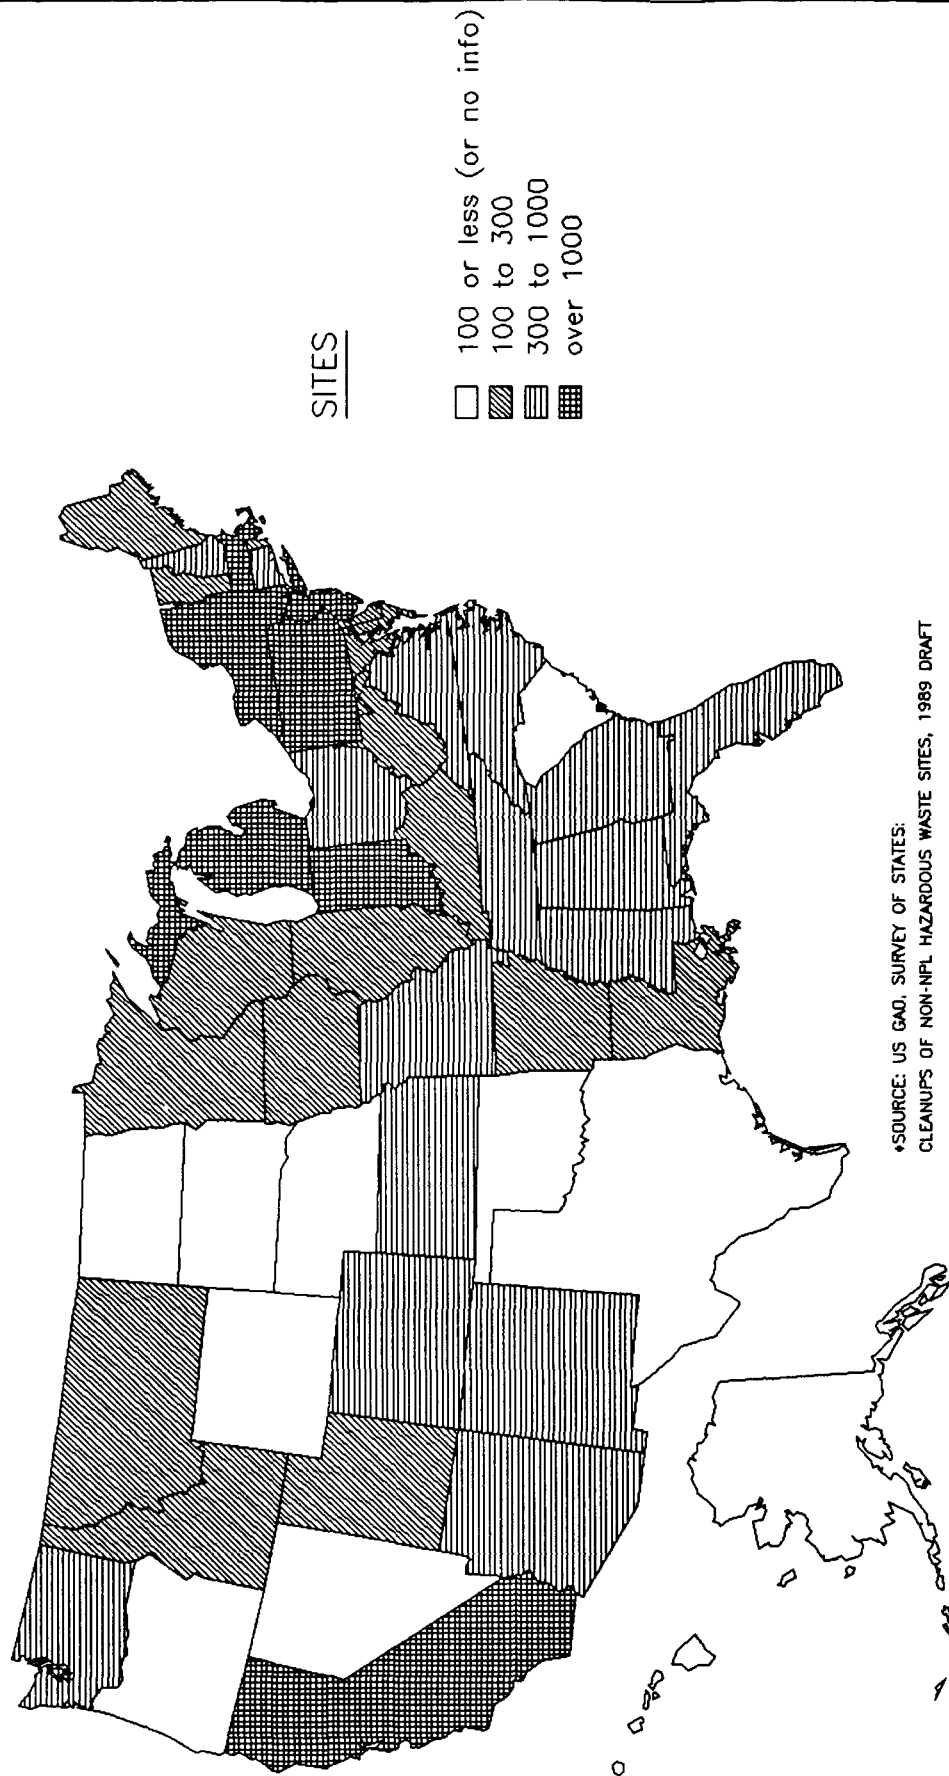 SITES
100 or less (or no info)
100 to 300
300 to 1000
over 1000
*SOURCE: US GAO, SURVEY OF STATES:
CLEANUPS OF NON-NPL HAZARDOUS WASTE SITES, 1989 DRAFT